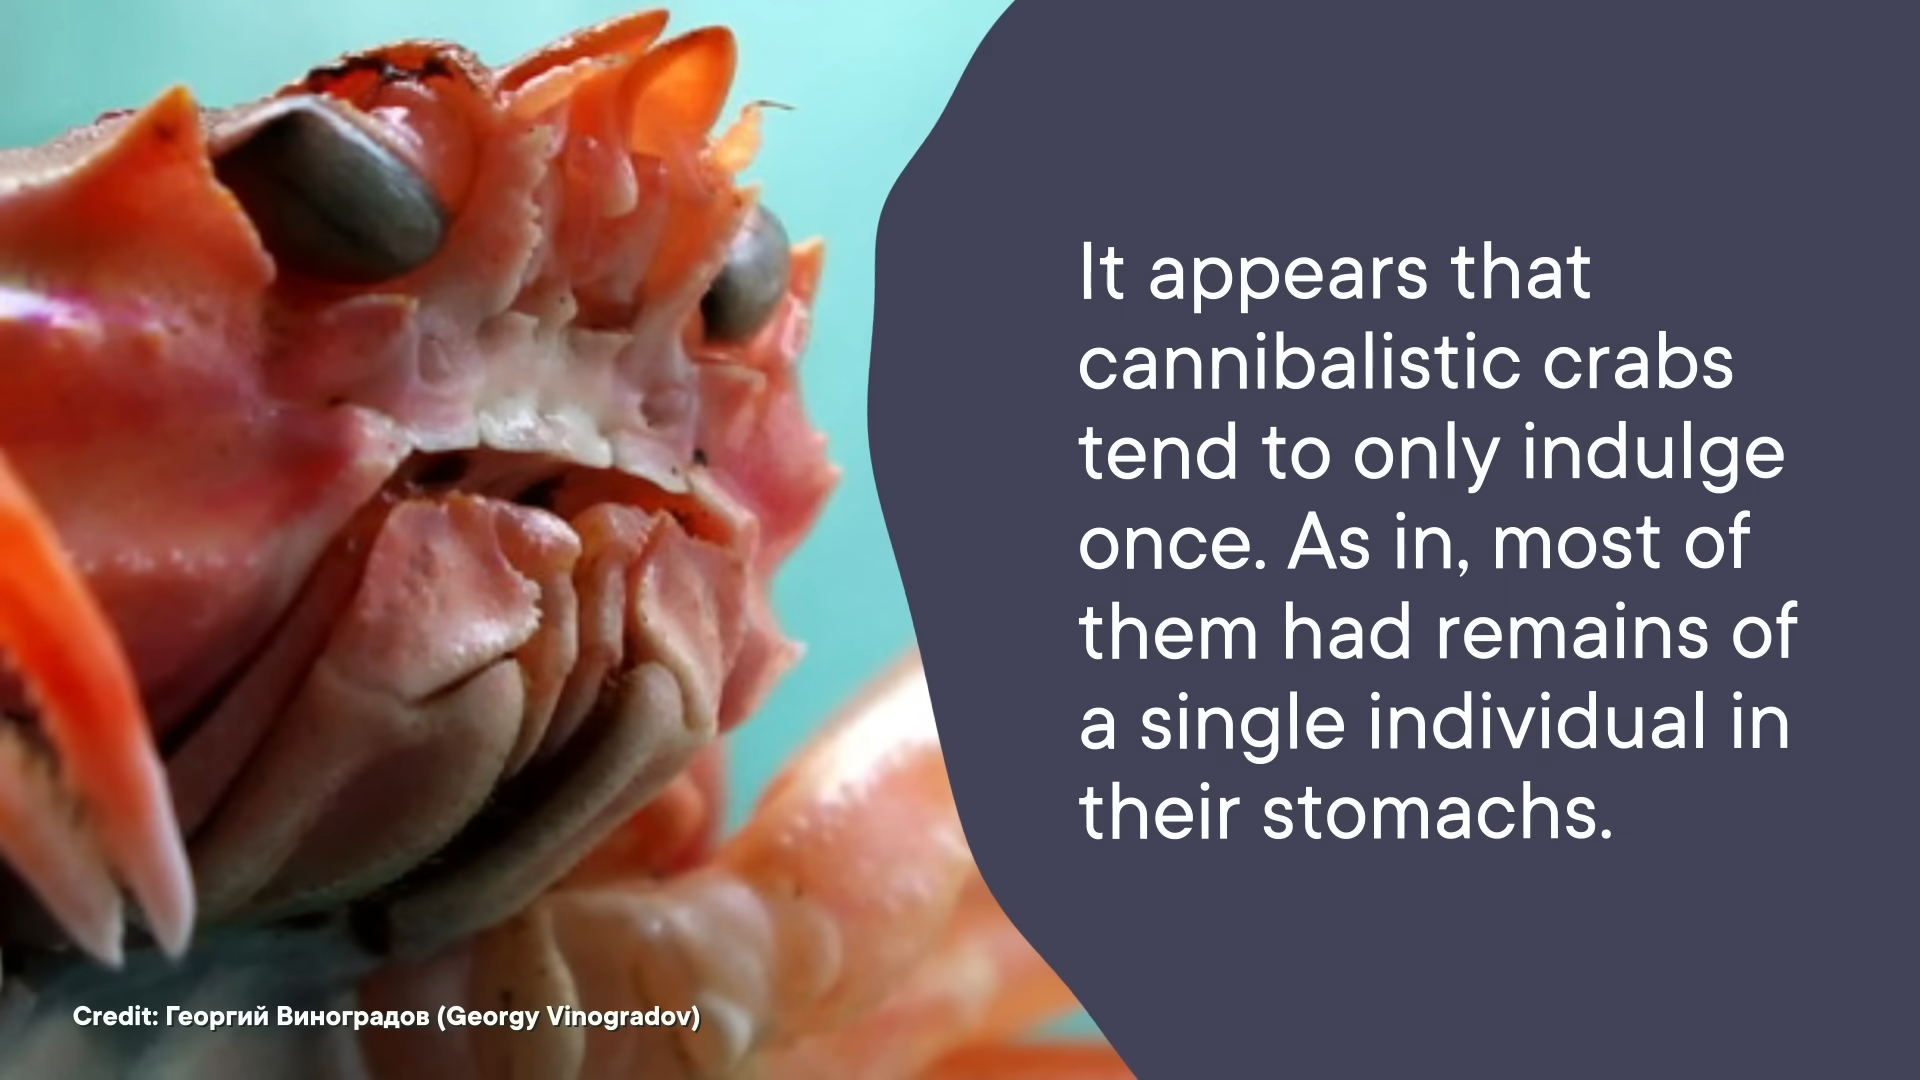 It appears that
cannibalistic crabs
tend to only indulge
once. As in, most of
them had remains of
a single individual in
their stomachs.
Credit: Георгий Виноградов (Georgy Vinogradov)